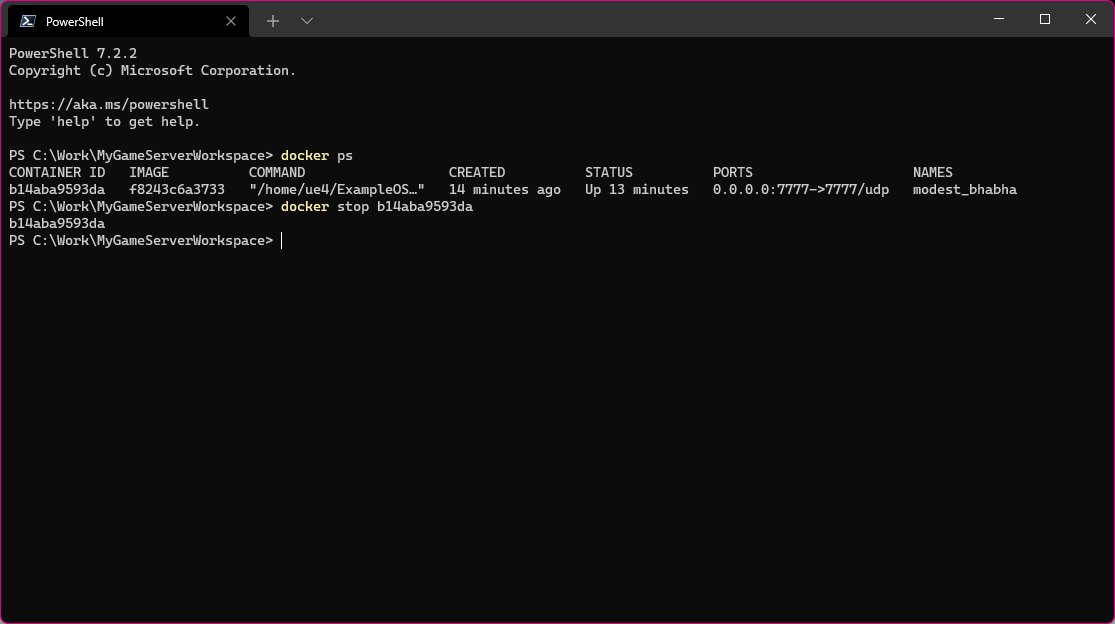 PowerShell
PowerShell 7.2.2
Copyright (c) Microsoft Corporation.
https://aka.ms/powershell
Type 'help' to get help.
PS C:\Work\MyGameServerWorkspace> docker ps
CONTAINER ID   IMAGE          COMMAND                  CREATED          STATUS          PORTS                    NAMES
b14aba9593da   f8243c6a3733   "/home/ue4/ExampleOS…"   14 minutes ago   Up 13 minutes   0.0.0.0:7777->7777/udp   modest_bhabha
PS C:\Work\MyGameServerWorkspace> docker stop b14aba9593da
b14aba9593da
PS C:\Work\MyGameServerWorkspace>